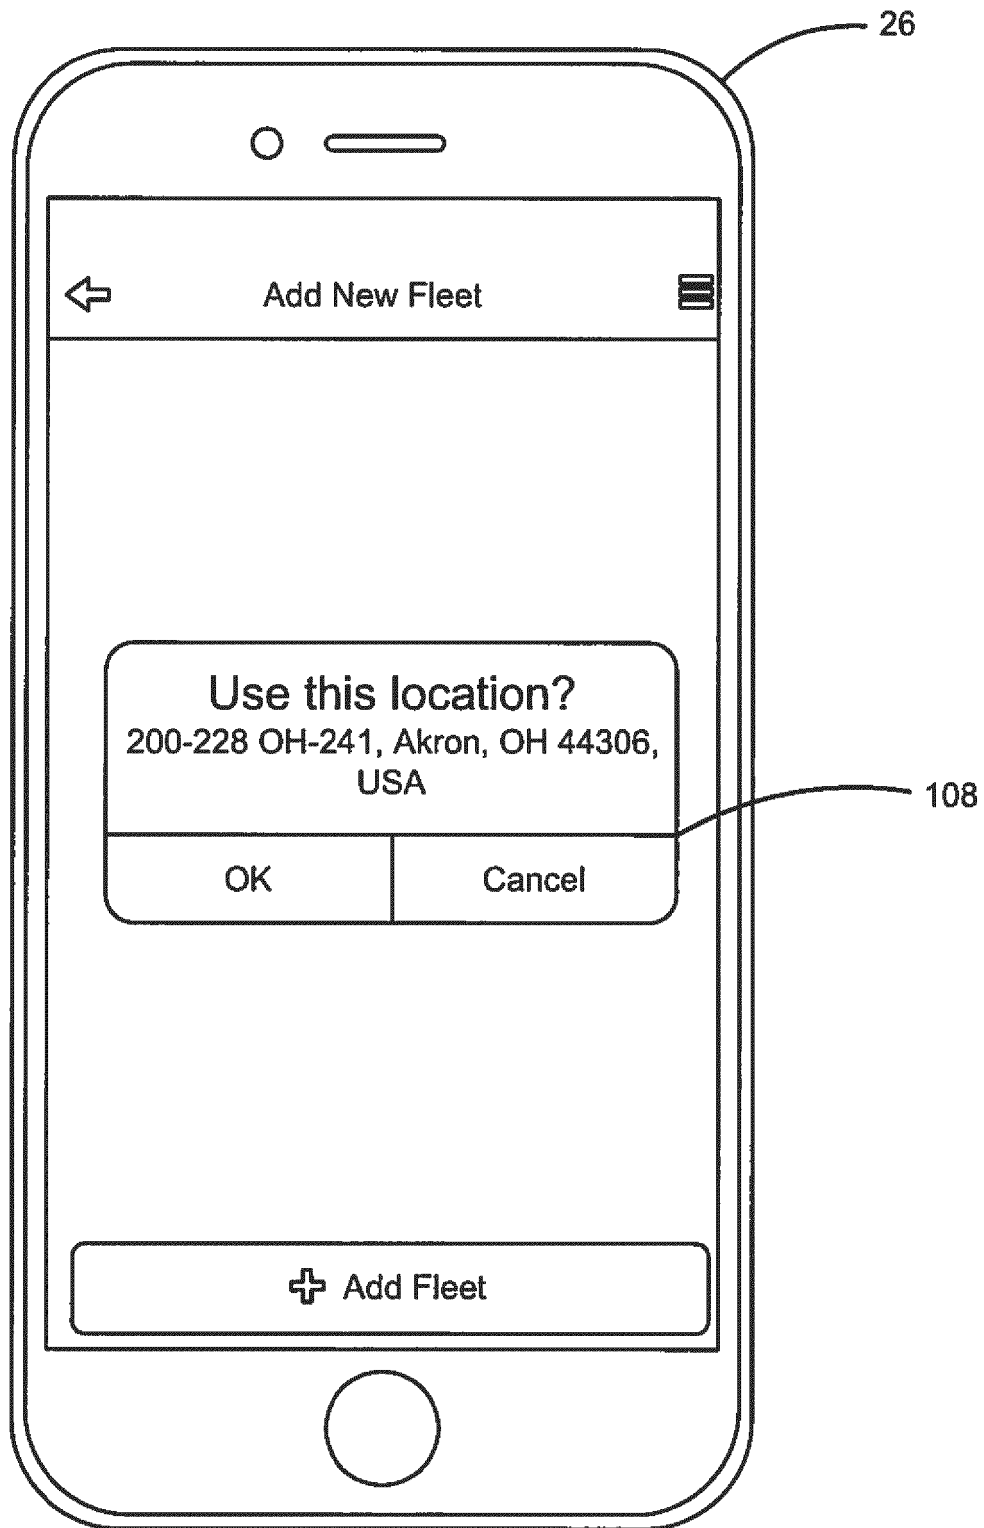 26
Add New Fleet
Use this location?
200-228 OH-241, Akron, OH 44306,
USA
108
OK
Cancel
Add Fleet